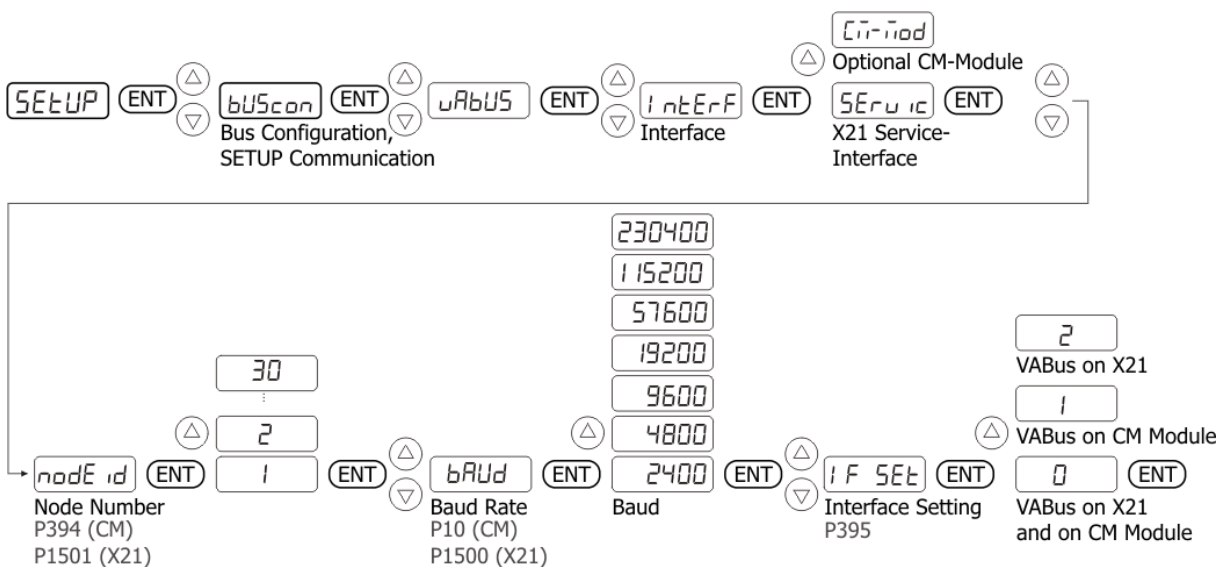 Cm-mod
Optional CM-Module
SEtUP ENT bUScon ENT vAbUS ENT IntErF ENT SErvic ENT
Bus Configuration,
SETUP Communication
Interface
X21 Service-
Interface
230400
115200
57600
19200
9600
4800
2400
30
2
1
2
VABus on X21
1
VABus on CM Module
0
nodE id ENT ENT bAUd ENT ENT IF SEt ENT ENT
Node Number
P394 (CM)
P1501 (X21)
Baud Rate
P10 (CM)
P1500 (X21)
Baud
Interface Setting
P395
VABus on X21
and on CM Module